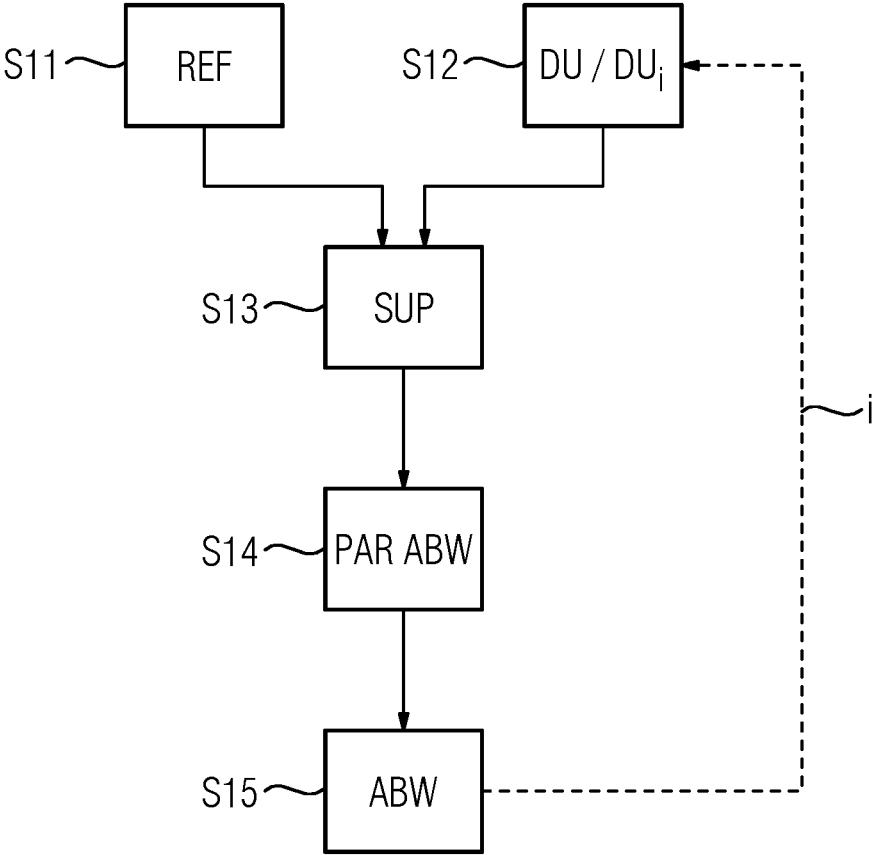 S11
REF
S12
DU / DUi
S13
SUP
i
S14
PAR ABW
S15
ABW